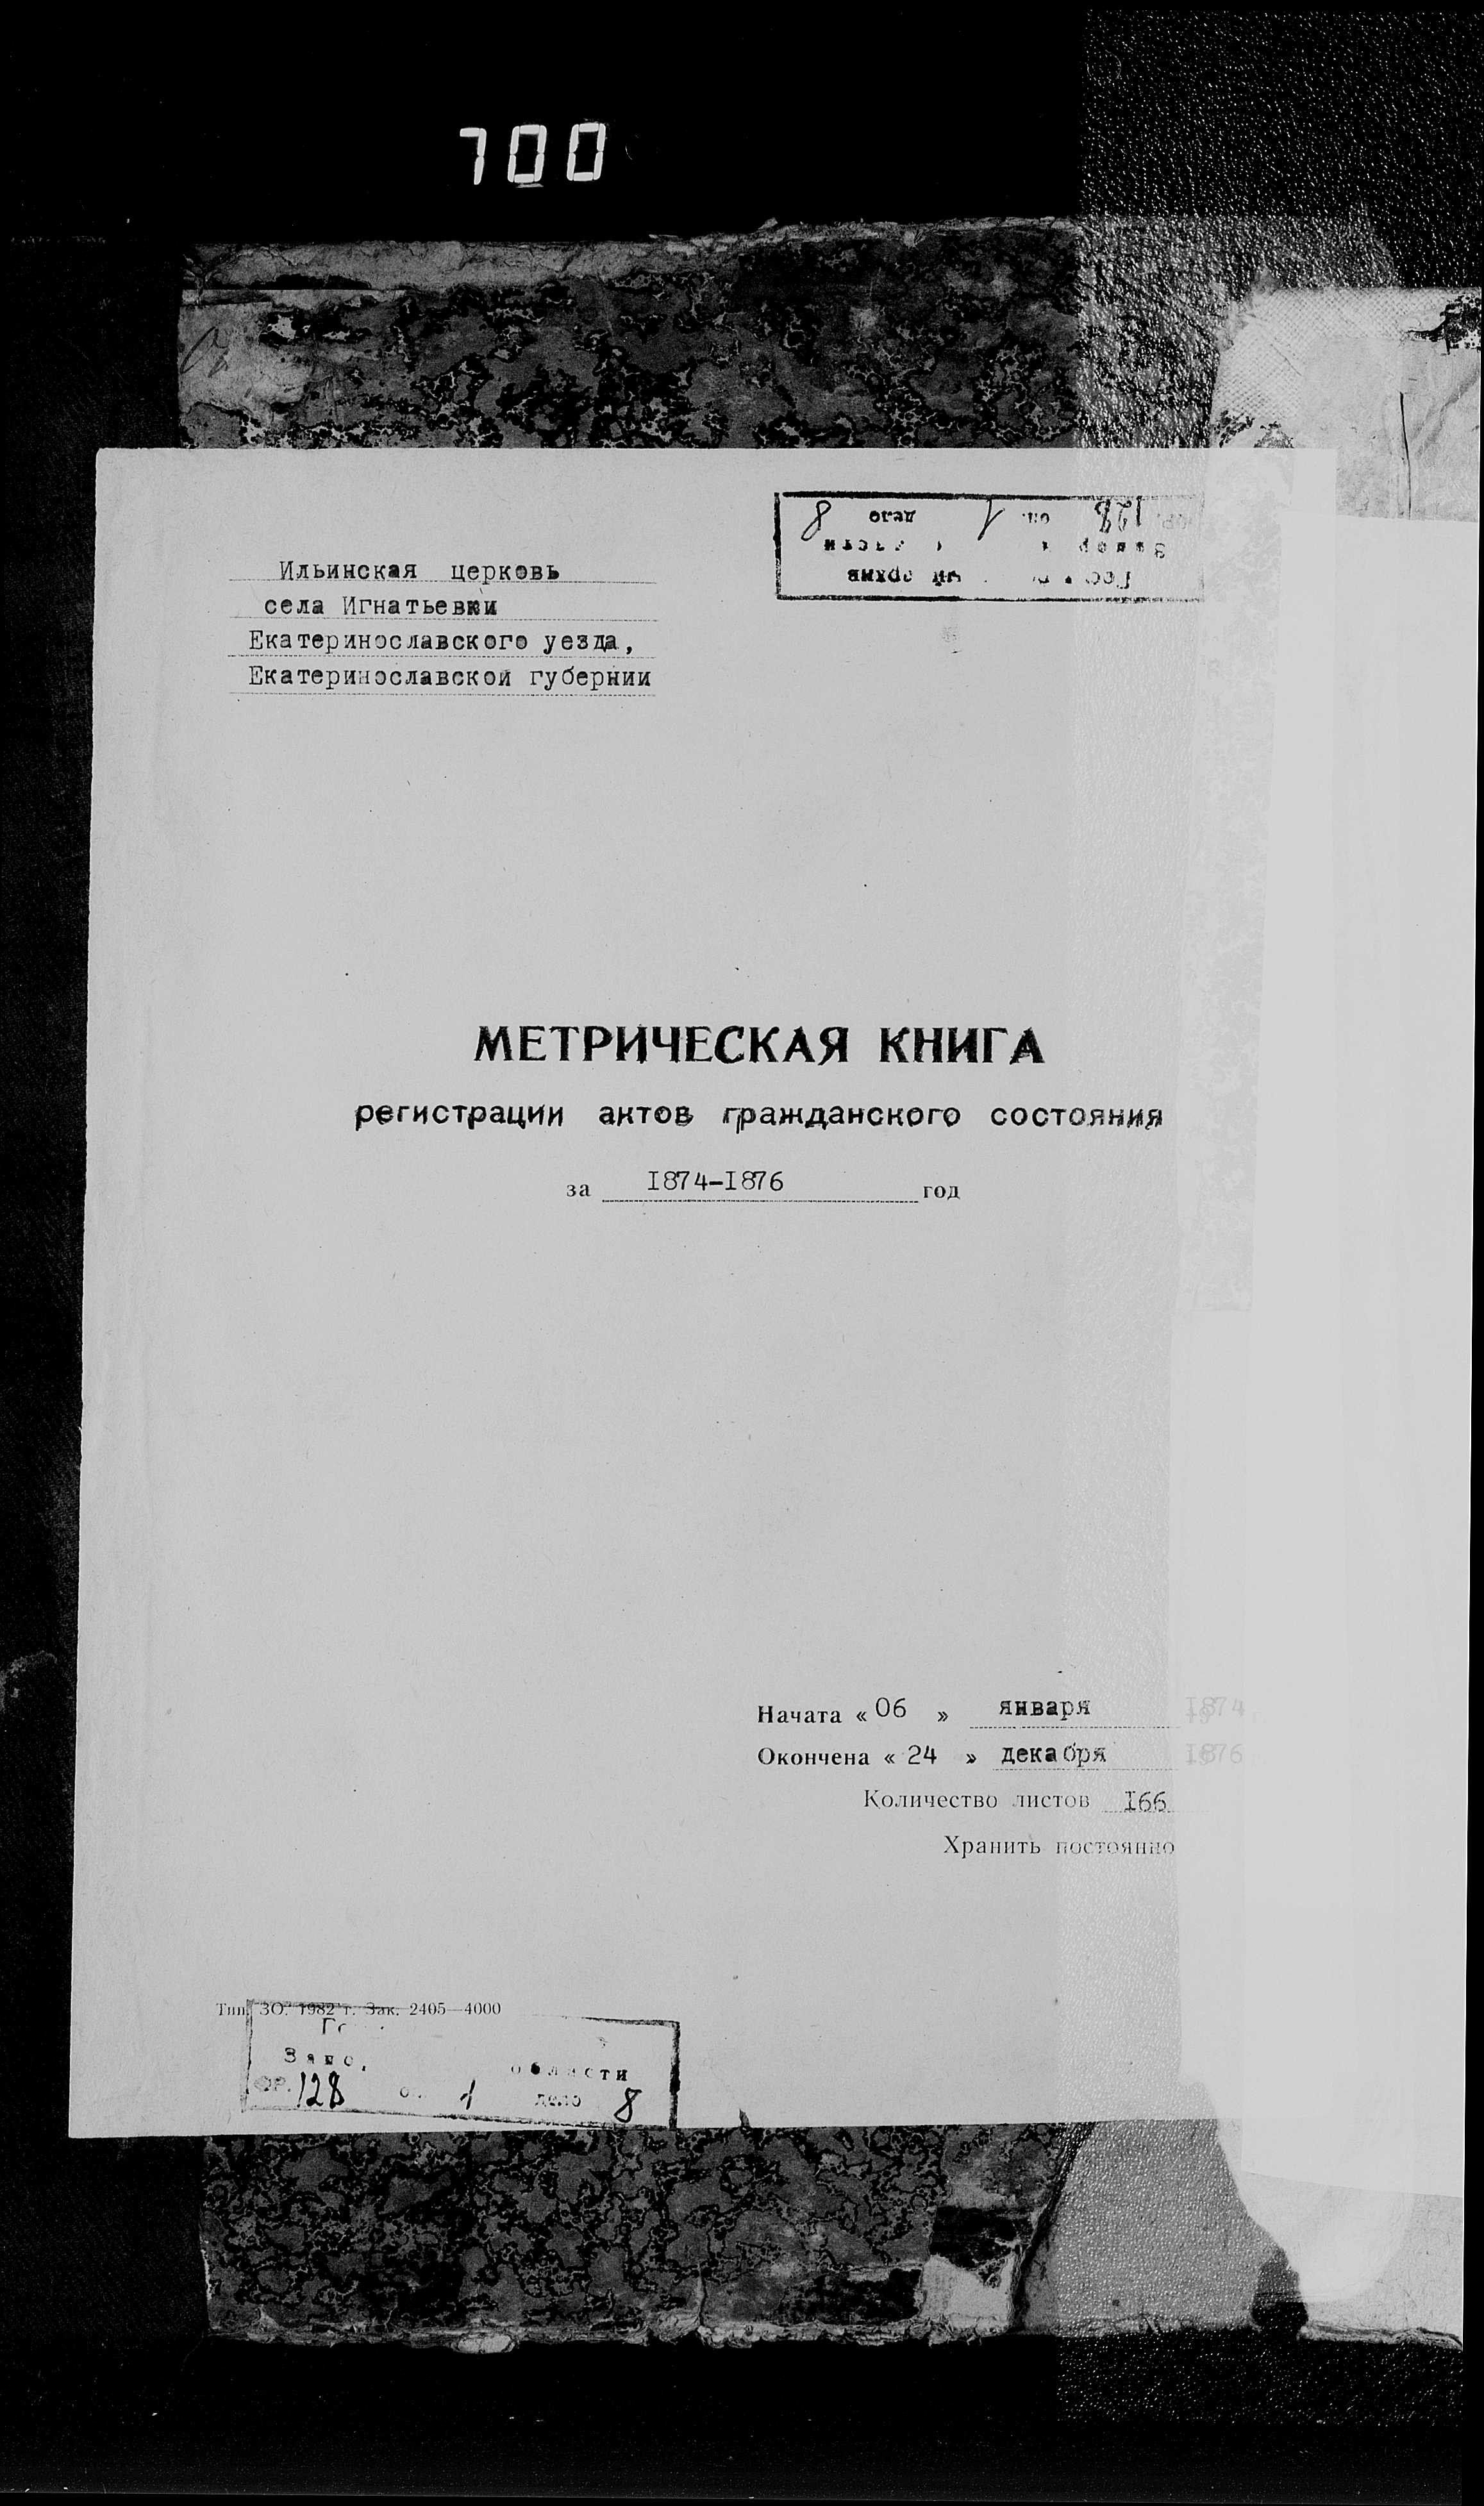 700
дело 8
Ильинская церковь
села Игнатьевки
Екатеринославского уезда,
Екатеринославской губернии
МЕТРИЧЕСКАЯ КНИГА
регистрации актов гражданского состояния
за 1874-1876 год
Начата « 06 » января 1874
Окончена « 24 » декабря 1876
Количество листов 166
Хранить постоянно
Тип. ЗО. 1982 г. Зак. 2405—4000
области
128 1 дело 8